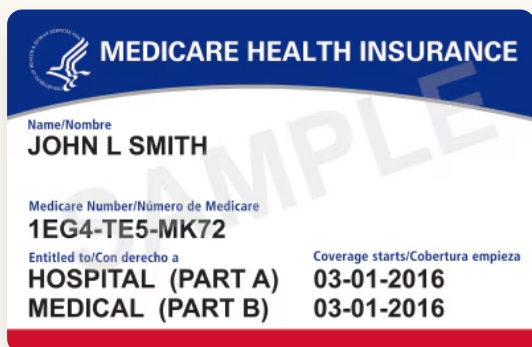 MEDICARE HEALTH INSURANCE
Name/Nombre
JOHN L SMITH
Medicare Number/Número de Medicare
1EG4-TE5-MK72
Entitled to/Con derecho a Coverage starts/Cobertura empieza
HOSPITAL (PART A) 03-01-2016
MEDICAL (PART B) 03-01-2016
SAMPLE